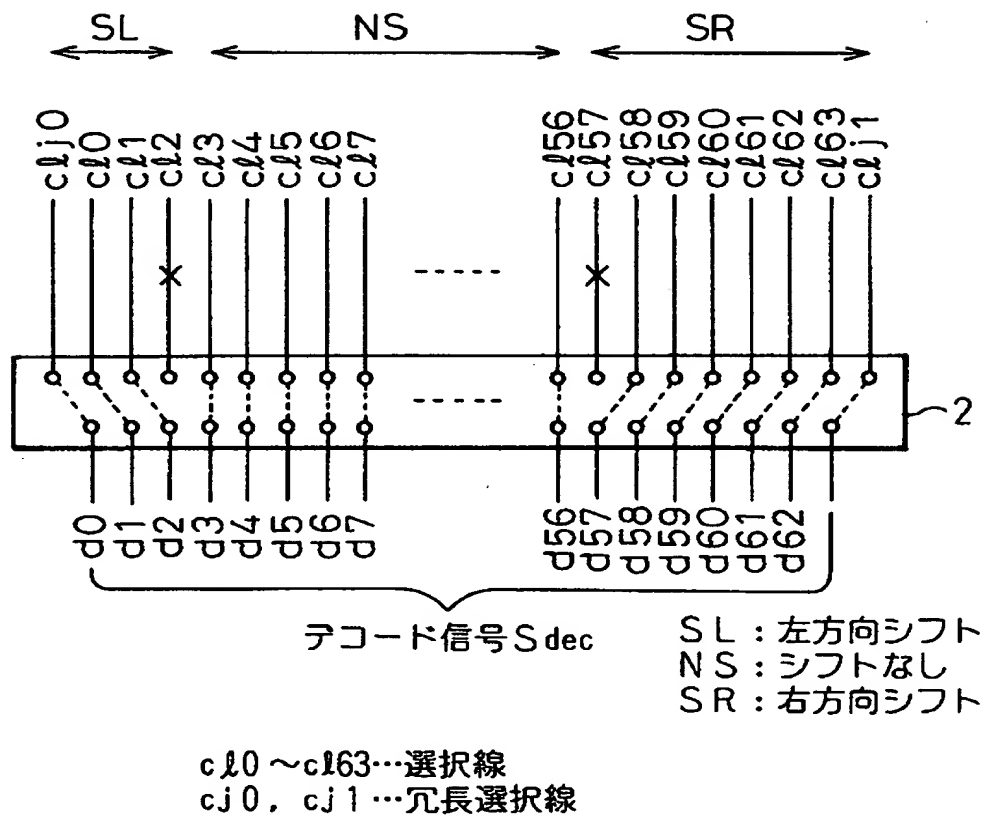 SL NS SR
cℓj0 cℓ0 cℓ1 cℓ2 cℓ3 cℓ4 cℓ5 cℓ6 cℓ7 cℓ56 cℓ57 cℓ58 cℓ59 cℓ60 cℓ61 cℓ62 cℓ63 cℓj1
2
d0 d1 d2 d3 d4 d5 d6 d7 d56 d57 d58 d59 d60 d61 d62
デコード信号Sdec
SL:左方向シフト
NS:シフトなし
SR:右方向シフト
cℓ0~cℓ63…選択線
cj0, cj1…冗長選択線